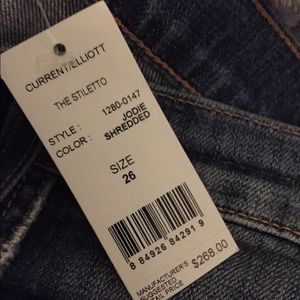 CURRENT/ELLIOTT
THE STILETTO
STYLE : 1280-0147
COLOR : JODIE
SHREDDED
SIZE
26
8 84926 84291 9
MANUFACTURER'S
SUGGESTED
RETAIL PRICE
$268.00